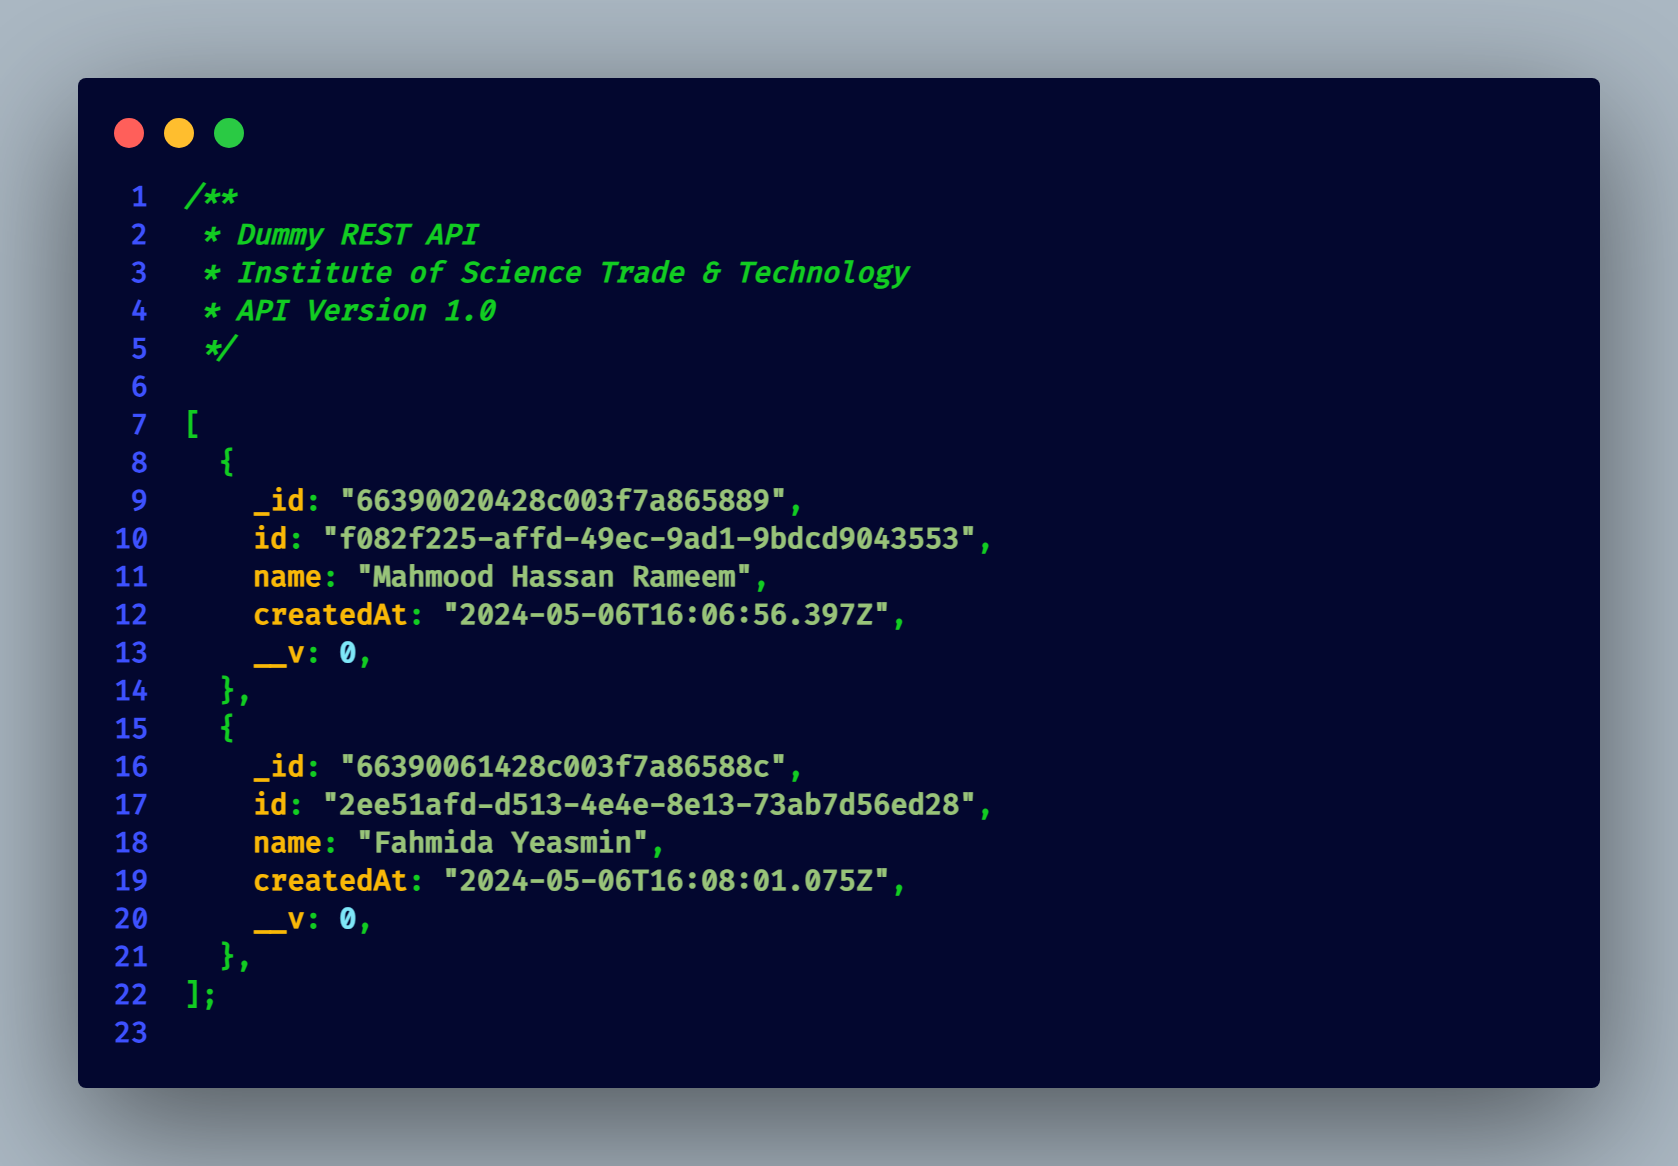 1 /**
2  * Dummy REST API
3  * Institute of Science Trade & Technology
4  * API Version 1.0
5  */
6
7 [
8   {
9     _id: "66390020428c003f7a865889",
10     id: "f082f225-affd-49ec-9ad1-9bdcd9043553",
11     name: "Mahmood Hassan Rameem",
12     createdAt: "2024-05-06T16:06:56.397Z",
13     __v: 0,
14   },
15   {
16     _id: "66390061428c003f7a86588c",
17     id: "2ee51afd-d513-4e4e-8e13-73ab7d56ed28",
18     name: "Fahmida Yeasmin",
19     createdAt: "2024-05-06T16:08:01.075Z",
20     __v: 0,
21   },
22 ];
23